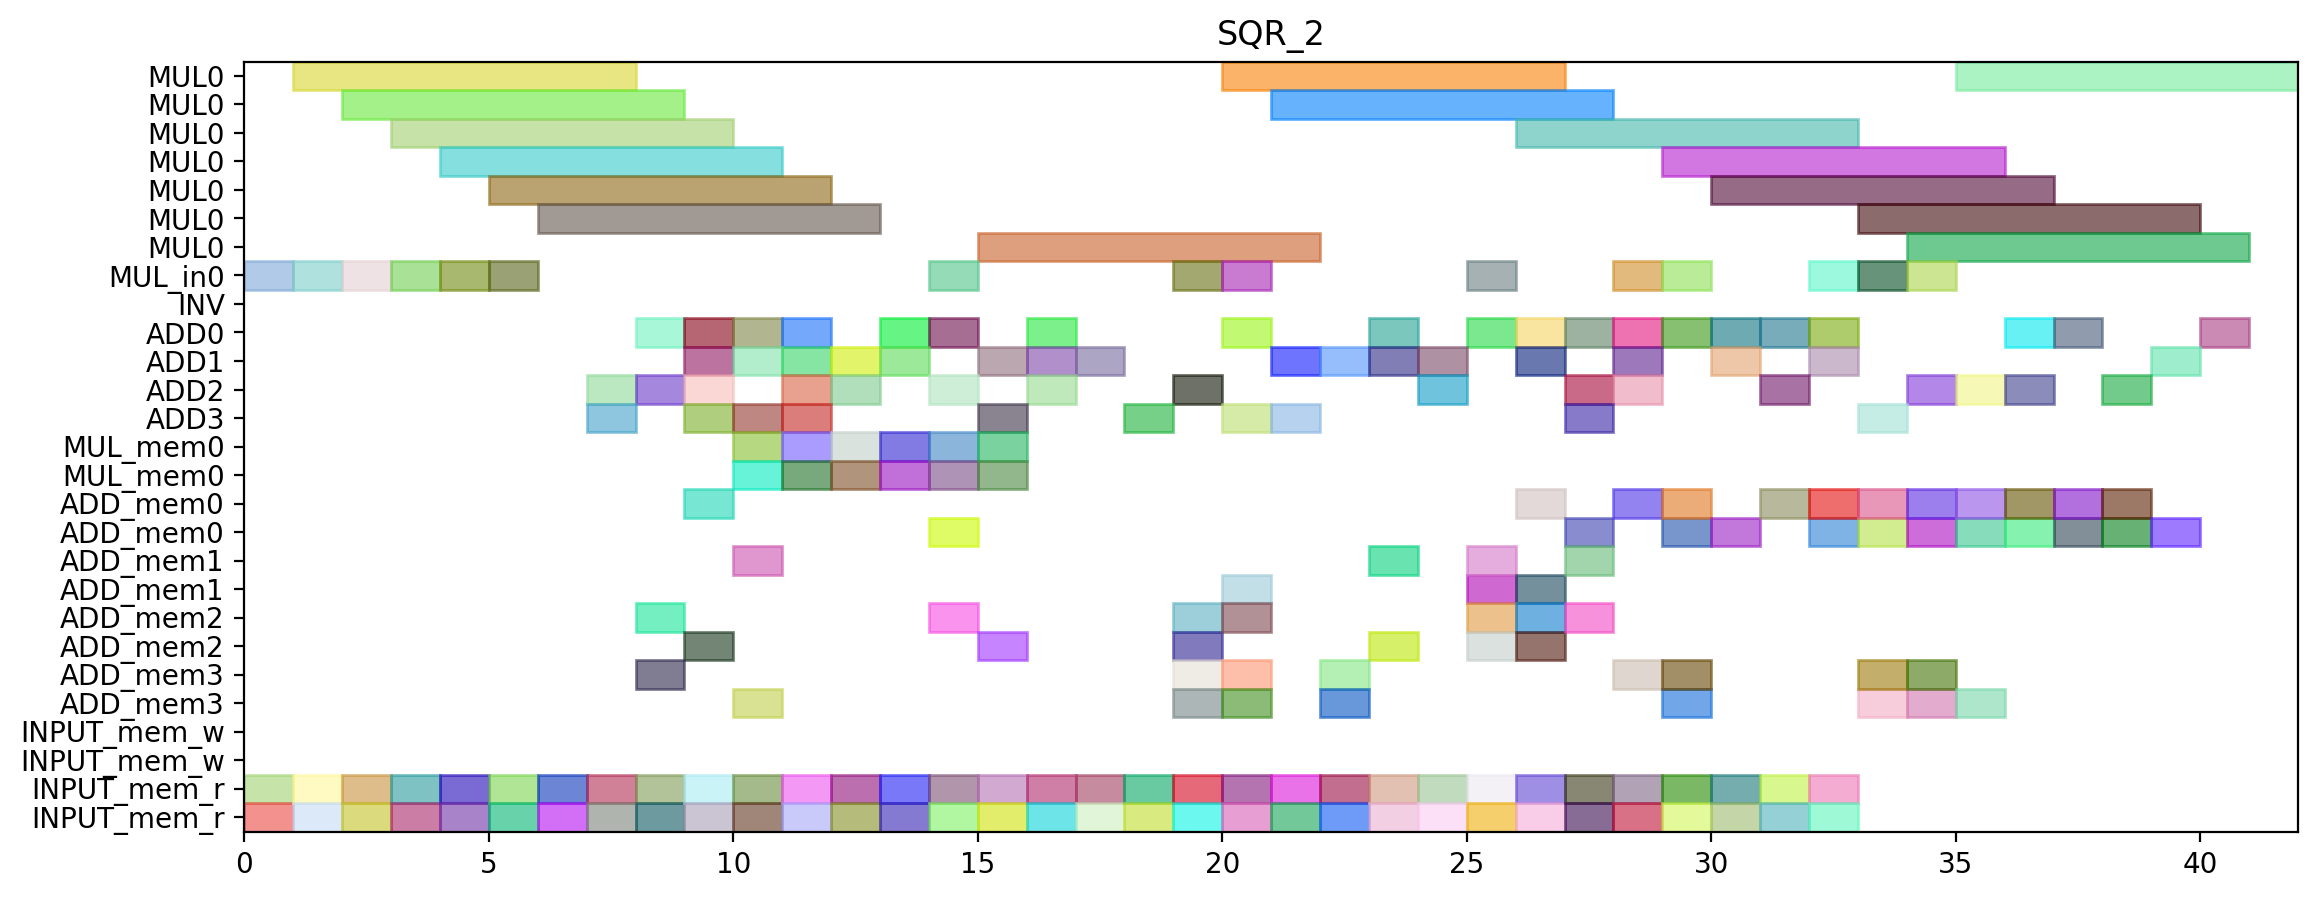 SQR_2
MUL0
MUL0
MUL0
MUL0
MUL0
MUL0
MUL0
MUL_in0
INV
ADD0
ADD1
ADD2
ADD3
MUL_mem0
MUL_mem0
ADD_mem0
ADD_mem0
ADD_mem1
ADD_mem1
ADD_mem2
ADD_mem2
ADD_mem3
ADD_mem3
INPUT_mem_w
INPUT_mem_w
INPUT_mem_r
INPUT_mem_r
0 5 10 15 20 25 30 35 40